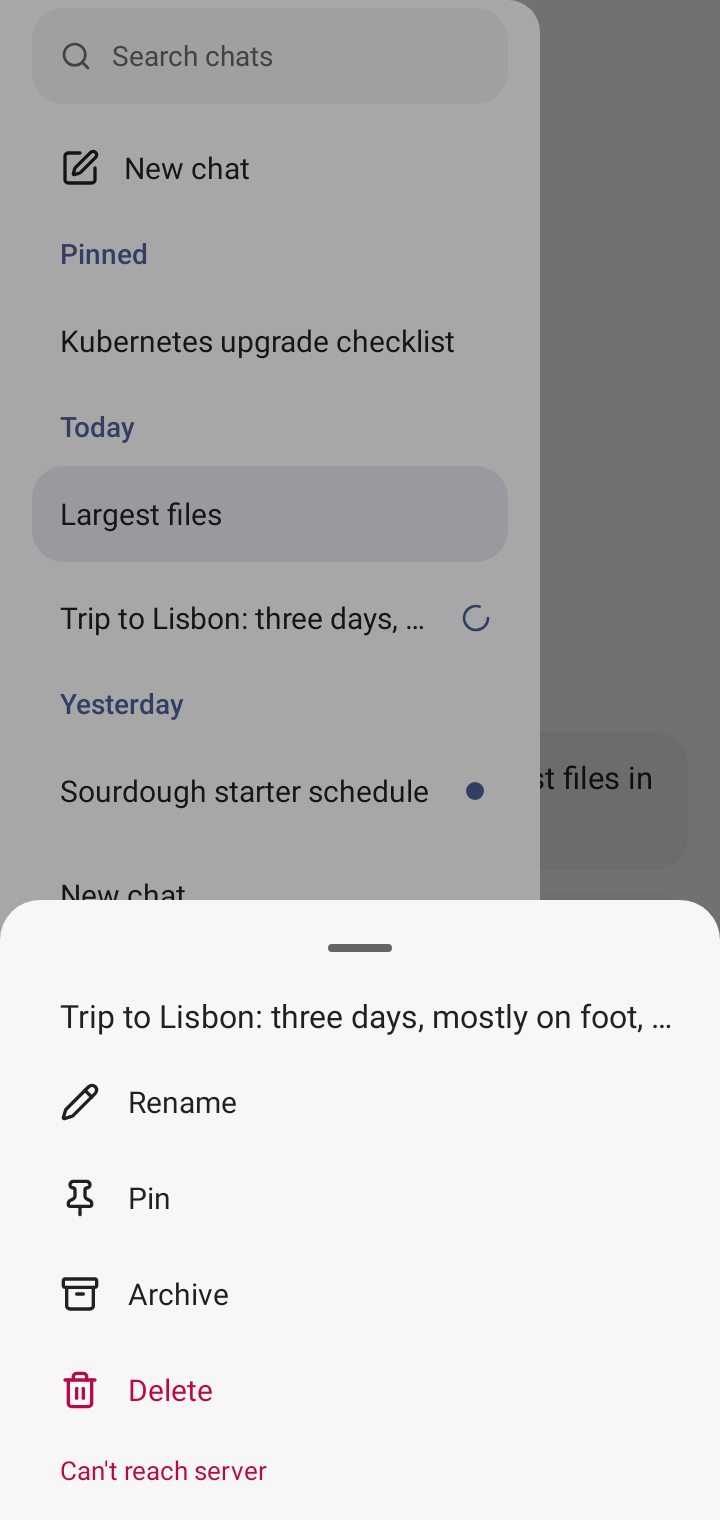 Search chats
New chat
Pinned
Kubernetes upgrade checklist
Today
Largest files
Trip to Lisbon: three days, …
Yesterday
Sourdough starter schedule
st files in
New chat
Trip to Lisbon: three days, mostly on foot, …
Rename
Pin
Archive
Delete
Can't reach server